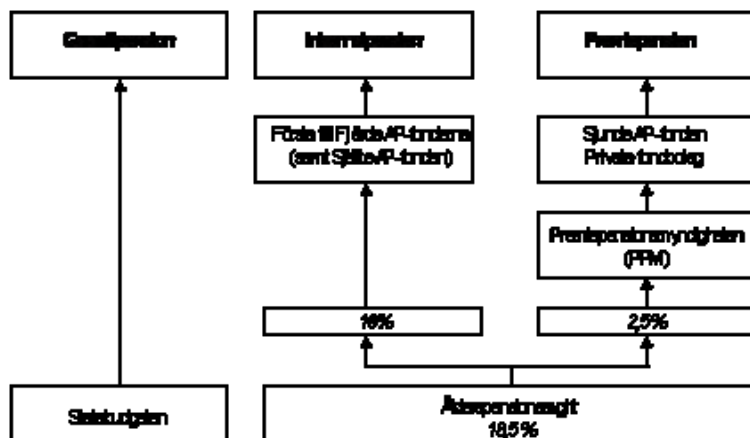 Garantipension
Inkomstpension
Premiepension
Första till Fjärde AP-fonderna
(samt Sjätte AP-fonden)
Sjunde AP-fonden
Privata fondbolag
Premiepensionsmyndigheten
(PPM)
16%
2,5%
Statsbudgeten
Ålderspensionsavgift
18,5%